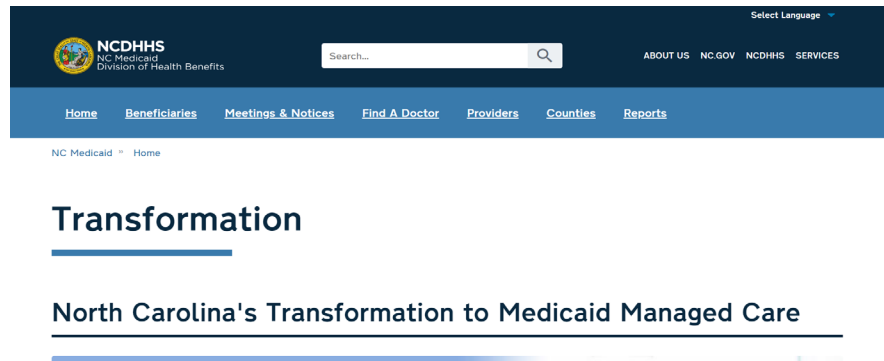 Select Language
NCDHHS
NC Medicaid
Division of Health Benefits
Search...
ABOUT US NC.GOV NCDHHS SERVICES
Home Beneficiaries Meetings & Notices Find A Doctor Providers Counties Reports
NC Medicaid » Home
Transformation
North Carolina's Transformation to Medicaid Managed Care